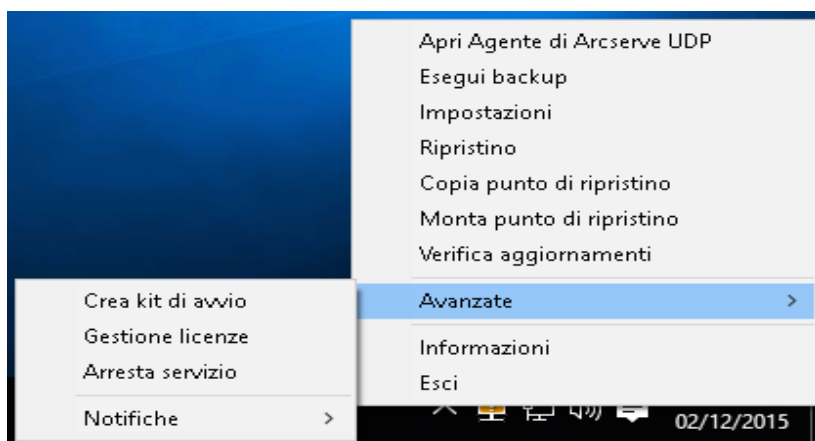 Apri Agente di Arcserve UDP
Esegui backup
Impostazioni
Ripristino
Copia punto di ripristino
Monta punto di ripristino
Verifica aggiornamenti
Avanzate
Informazioni
Esci
Crea kit di avvio
Gestione licenze
Arresta servizio
Notifiche
02/12/2015